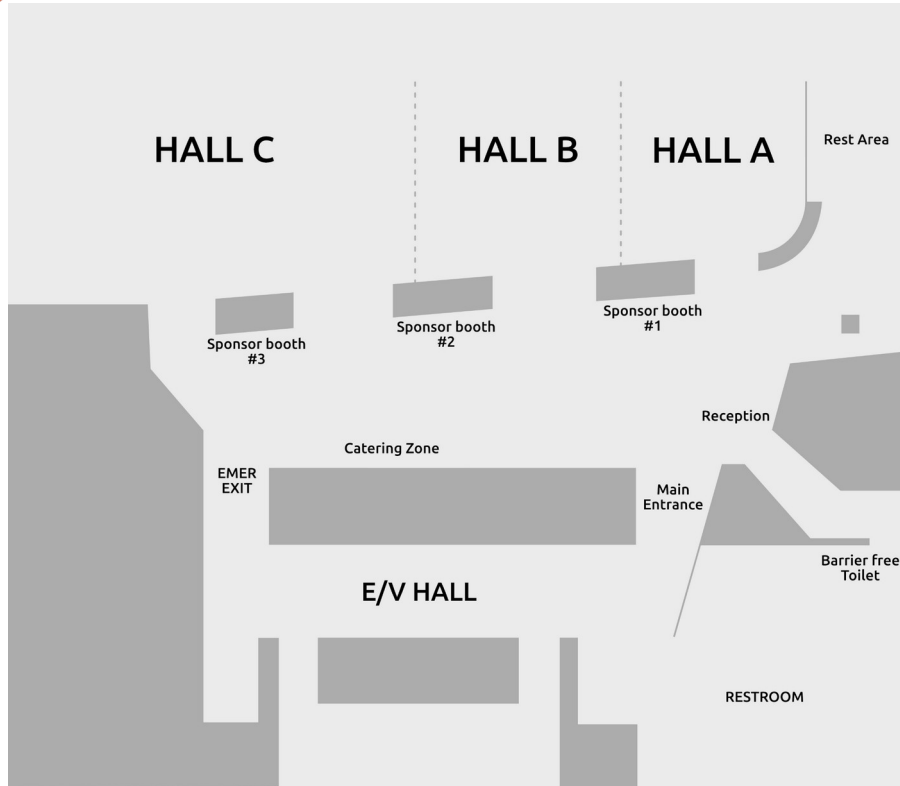 HALL C
HALL B
HALL A
Rest Area
Sponsor booth
#1
Sponsor booth
#2
Sponsor booth
#3
Reception
Catering Zone
EMER
EXIT
Main
Entrance
Barrier free
Toilet
E/V HALL
RESTROOM